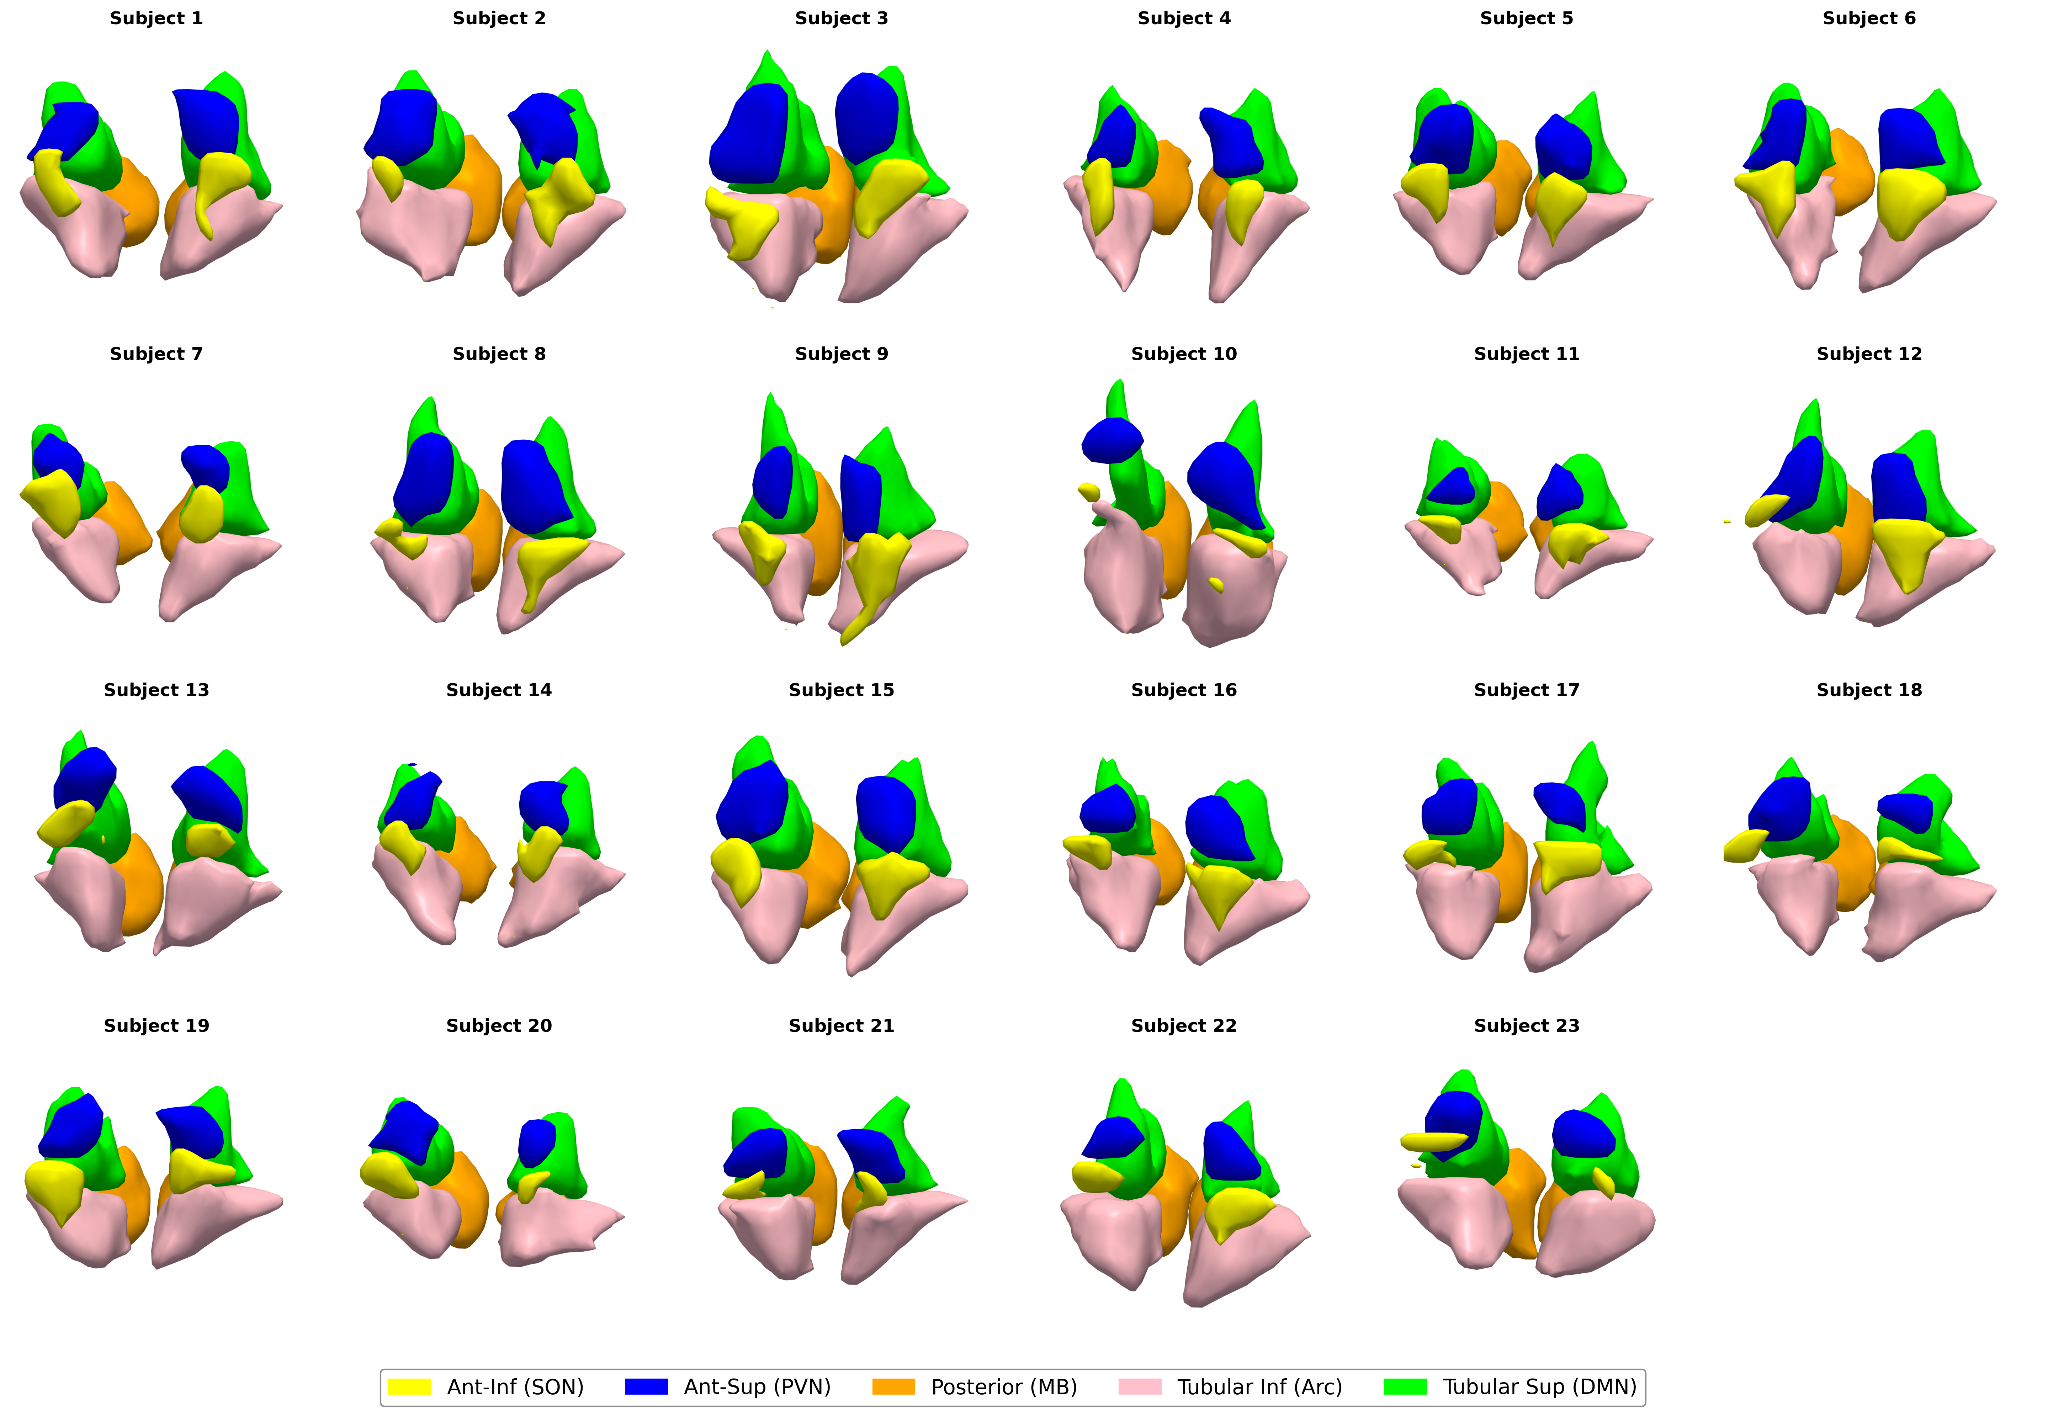 Subject 1 Subject 2 Subject 3 Subject 4 Subject 5 Subject 6
Subject 7 Subject 8 Subject 9 Subject 10 Subject 11 Subject 12
Subject 13 Subject 14 Subject 15 Subject 16 Subject 17 Subject 18
Subject 19 Subject 20 Subject 21 Subject 22 Subject 23
Ant-Inf (SON) Ant-Sup (PVN) Posterior (MB) Tubular Inf (Arc) Tubular Sup (DMN)